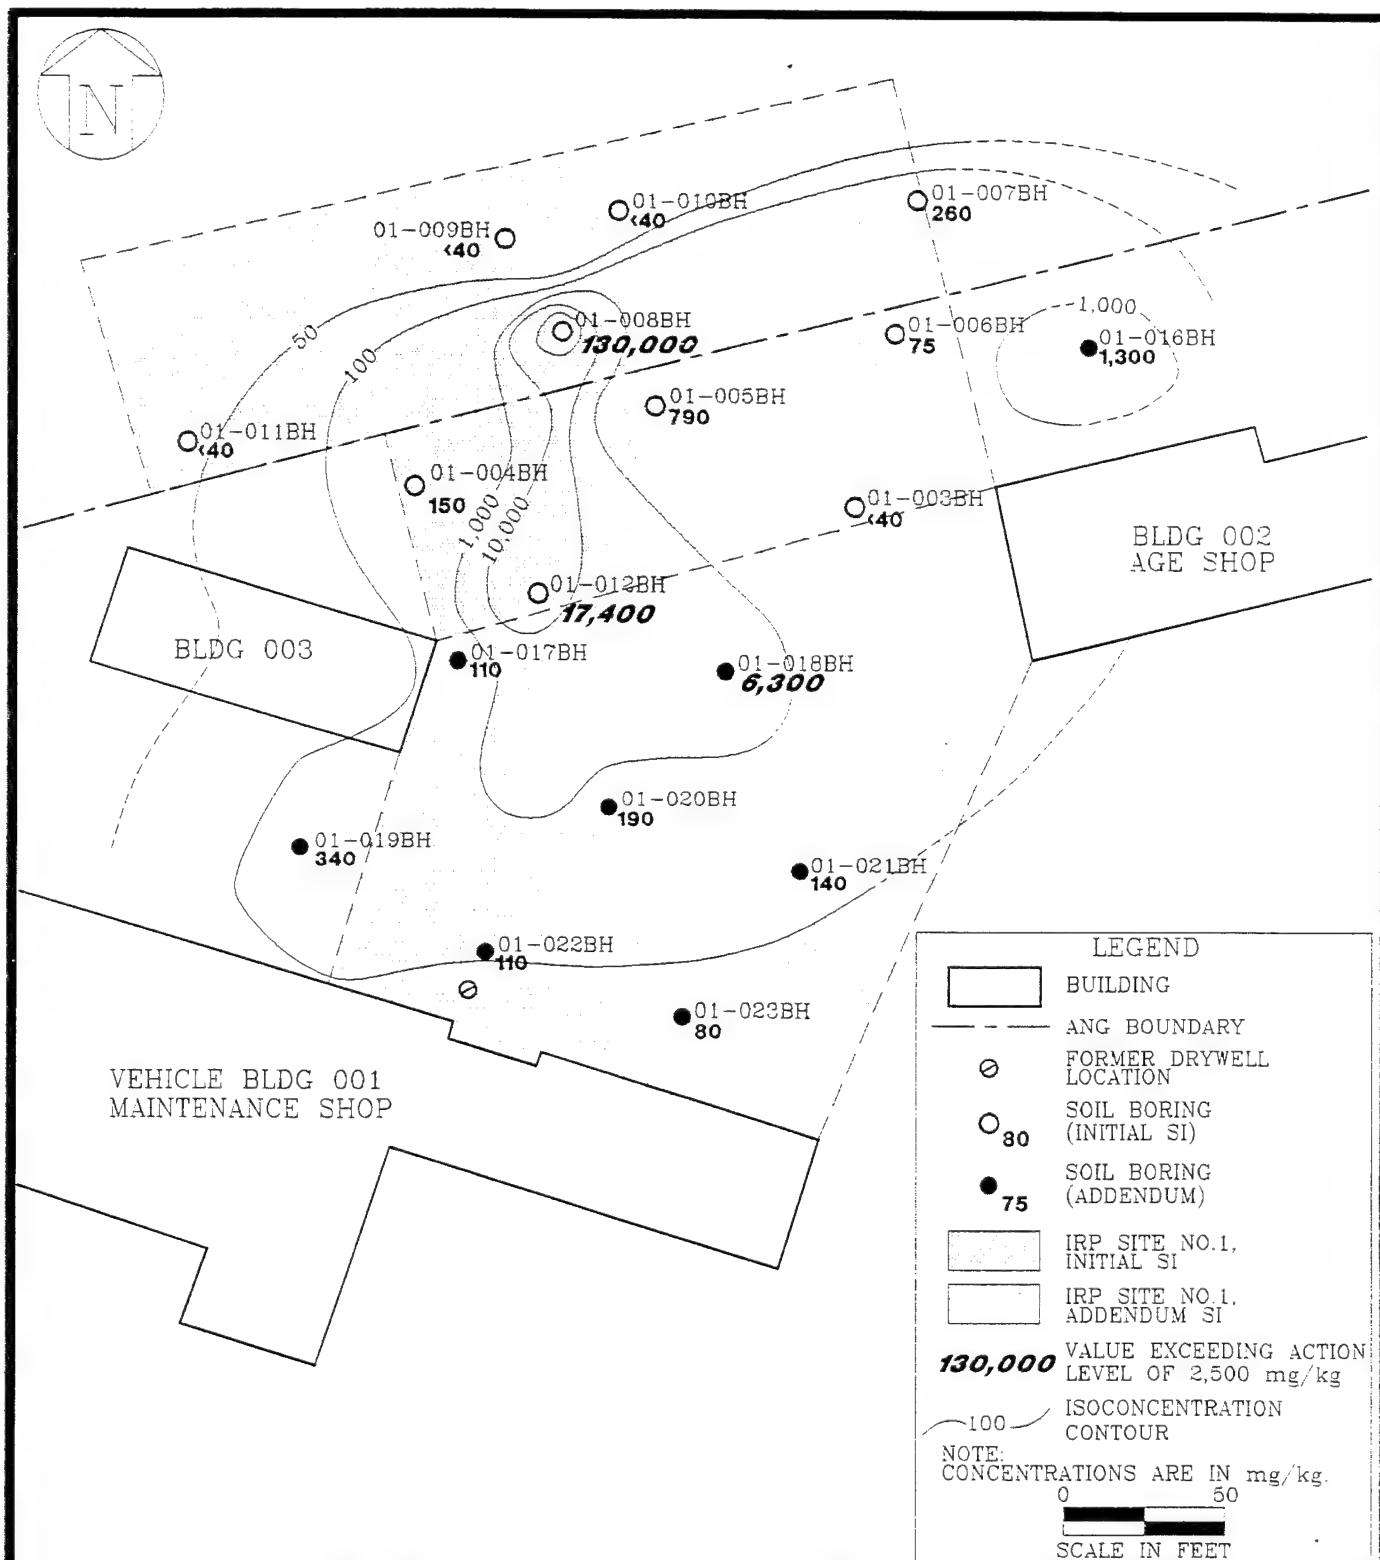 N
01-010BH
<40
01-007BH
260
01-009BH
<40
50
100
01-008BH
130,000
01-006BH
75
1,000
01-016BH
1,300
01-005BH
790
01-011BH
<40
01-004BH
150
1,000
10,000
01-003BH
<40
BLDG 002
AGE SHOP
01-012BH
17,400
BLDG 003
01-017BH
110
01-018BH
6,300
01-020BH
190
01-019BH
340
01-021BH
140
01-022BH
110
01-023BH
80
VEHICLE BLDG 001
MAINTENANCE SHOP
LEGEND
BUILDING
ANG BOUNDARY
FORMER DRYWELL
LOCATION
SOIL BORING
(INITIAL SI)
80
SOIL BORING
(ADDENDUM)
75
IRP SITE NO.1,
INITIAL SI
IRP SITE NO.1,
ADDENDUM SI
130,000 VALUE EXCEEDING ACTION
LEVEL OF 2,500 mg/kg
100 ISOCONCENTRATION
CONTOUR
NOTE:
CONCENTRATIONS ARE IN mg/kg.
0 50
SCALE IN FEET